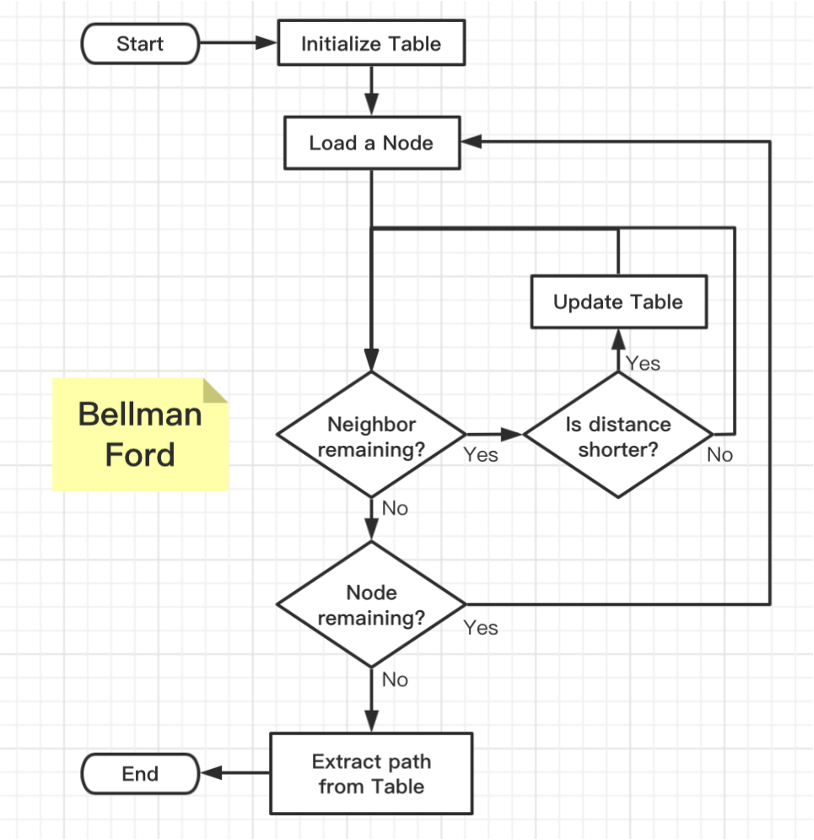 Start
Initialize Table
Load a Node
Update Table
Yes
Bellman
Ford
Neighbor
remaining?
Yes
Is distance
shorter?
No
No
Node
remaining?
Yes
No
Extract path
from Table
End